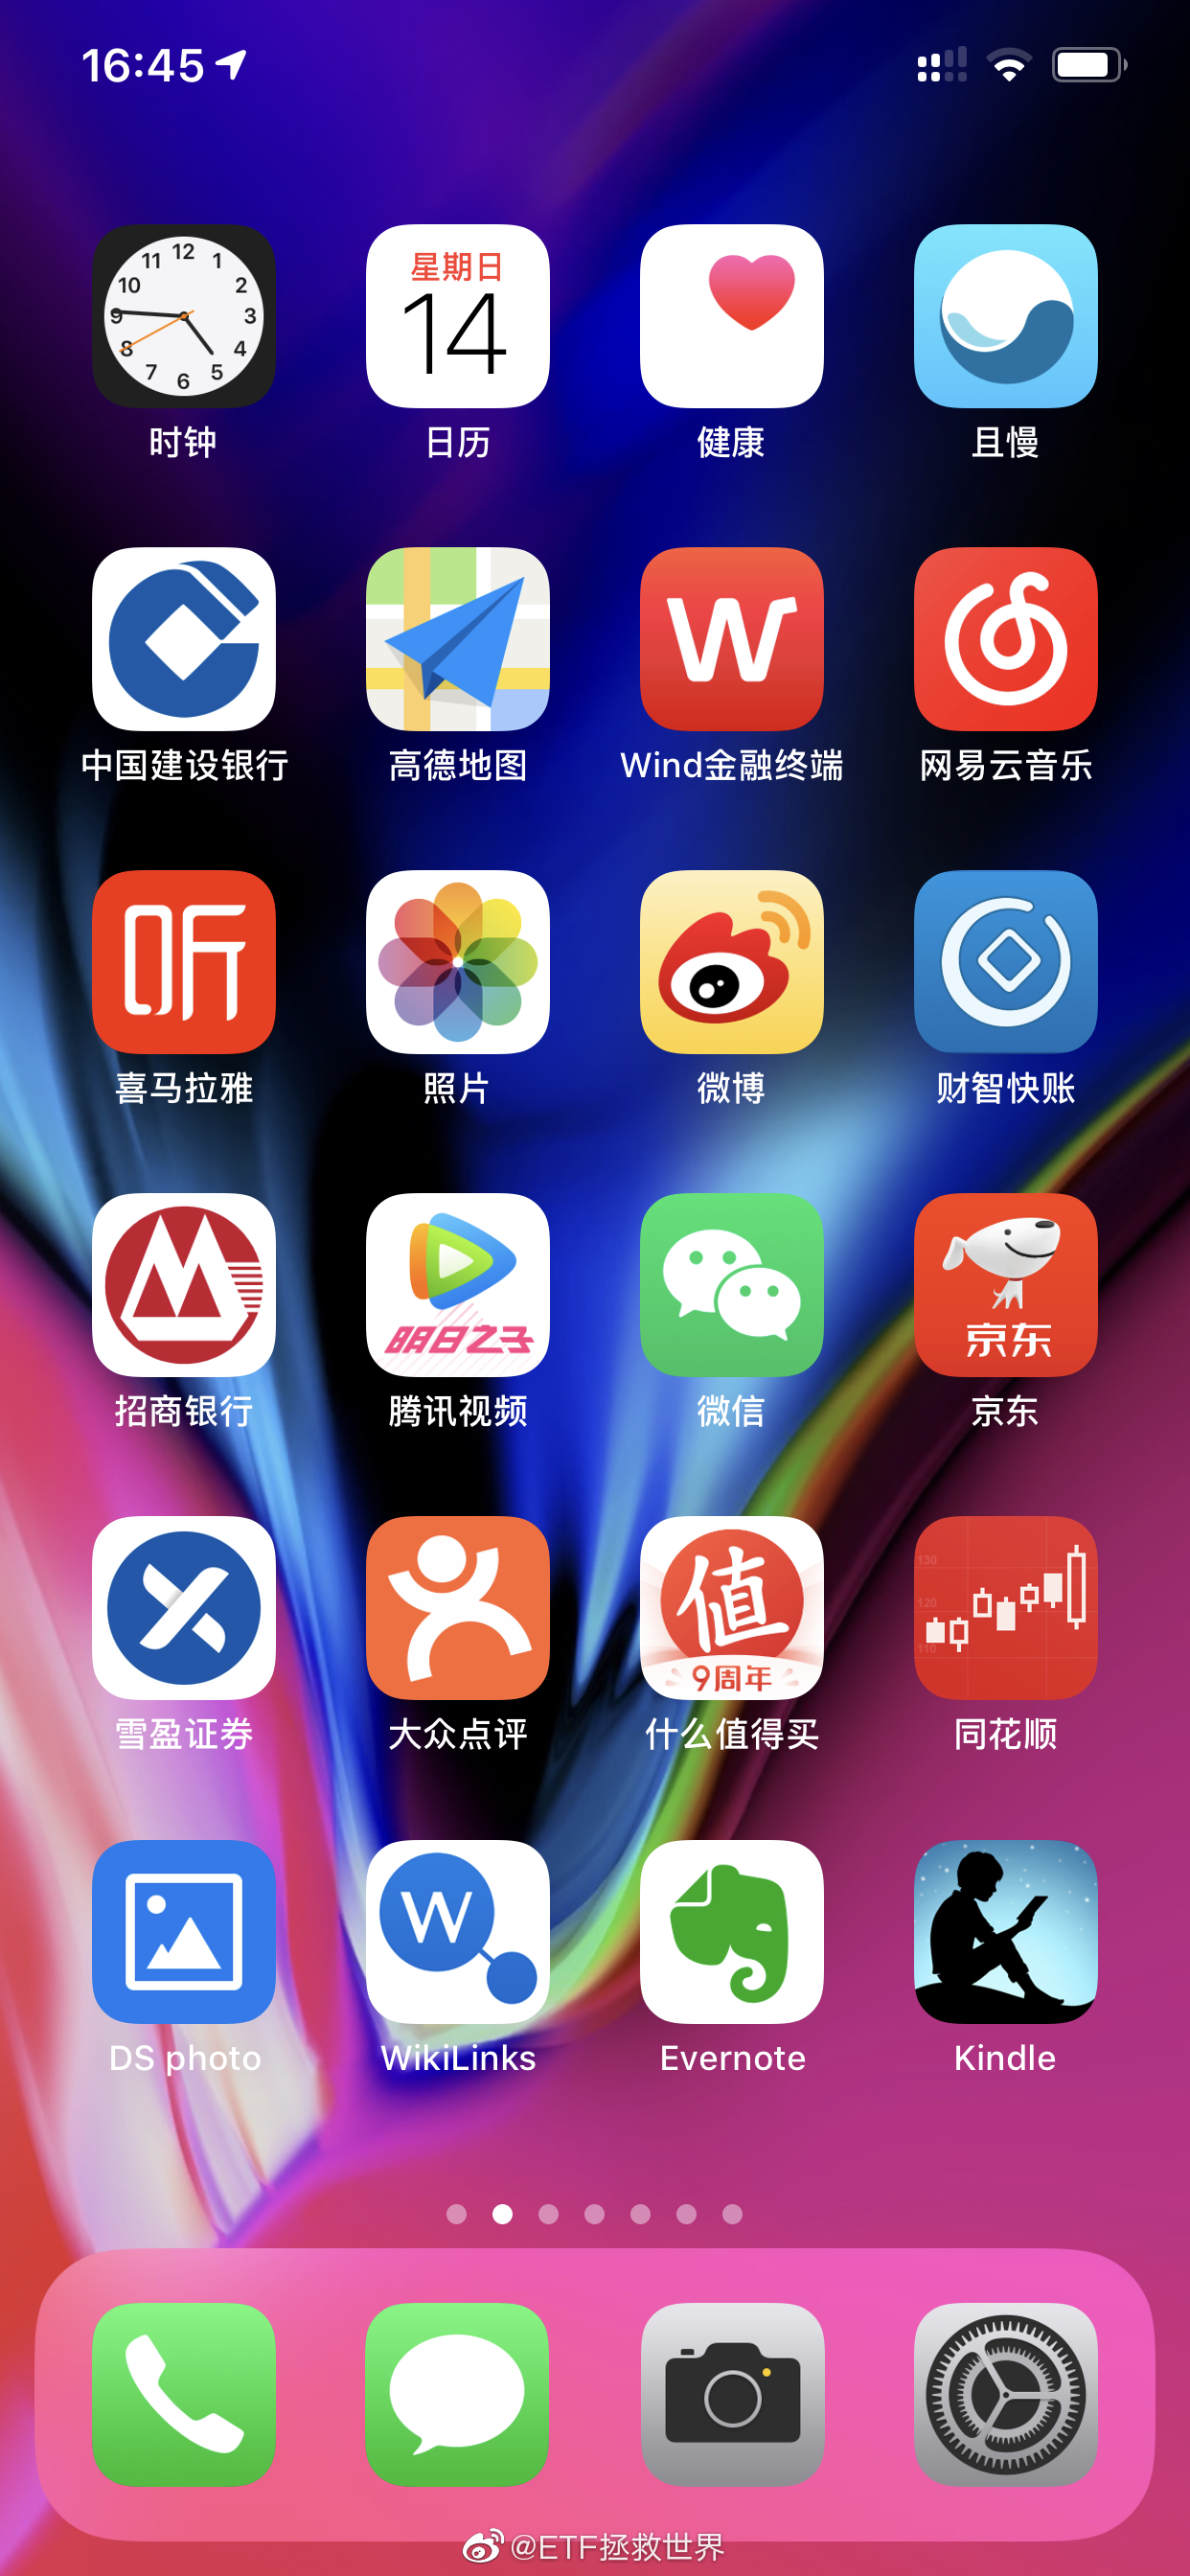 16:45
12
11
1
10
2
9
3
8
4
7
5
6
星期日
14
时钟
日历
健康
且慢
W
中国建设银行
高德地图
Wind金融终端
网易云音乐
听
喜马拉雅
照片
微博
财智快账
明日之子
京东
招商银行
腾讯视频
微信
京东
值
9周年
130
120
110
雪盈证券
大众点评
什么值得买
同花顺
W
DS photo
WikiLinks
Evernote
Kindle
@ETF拯救世界